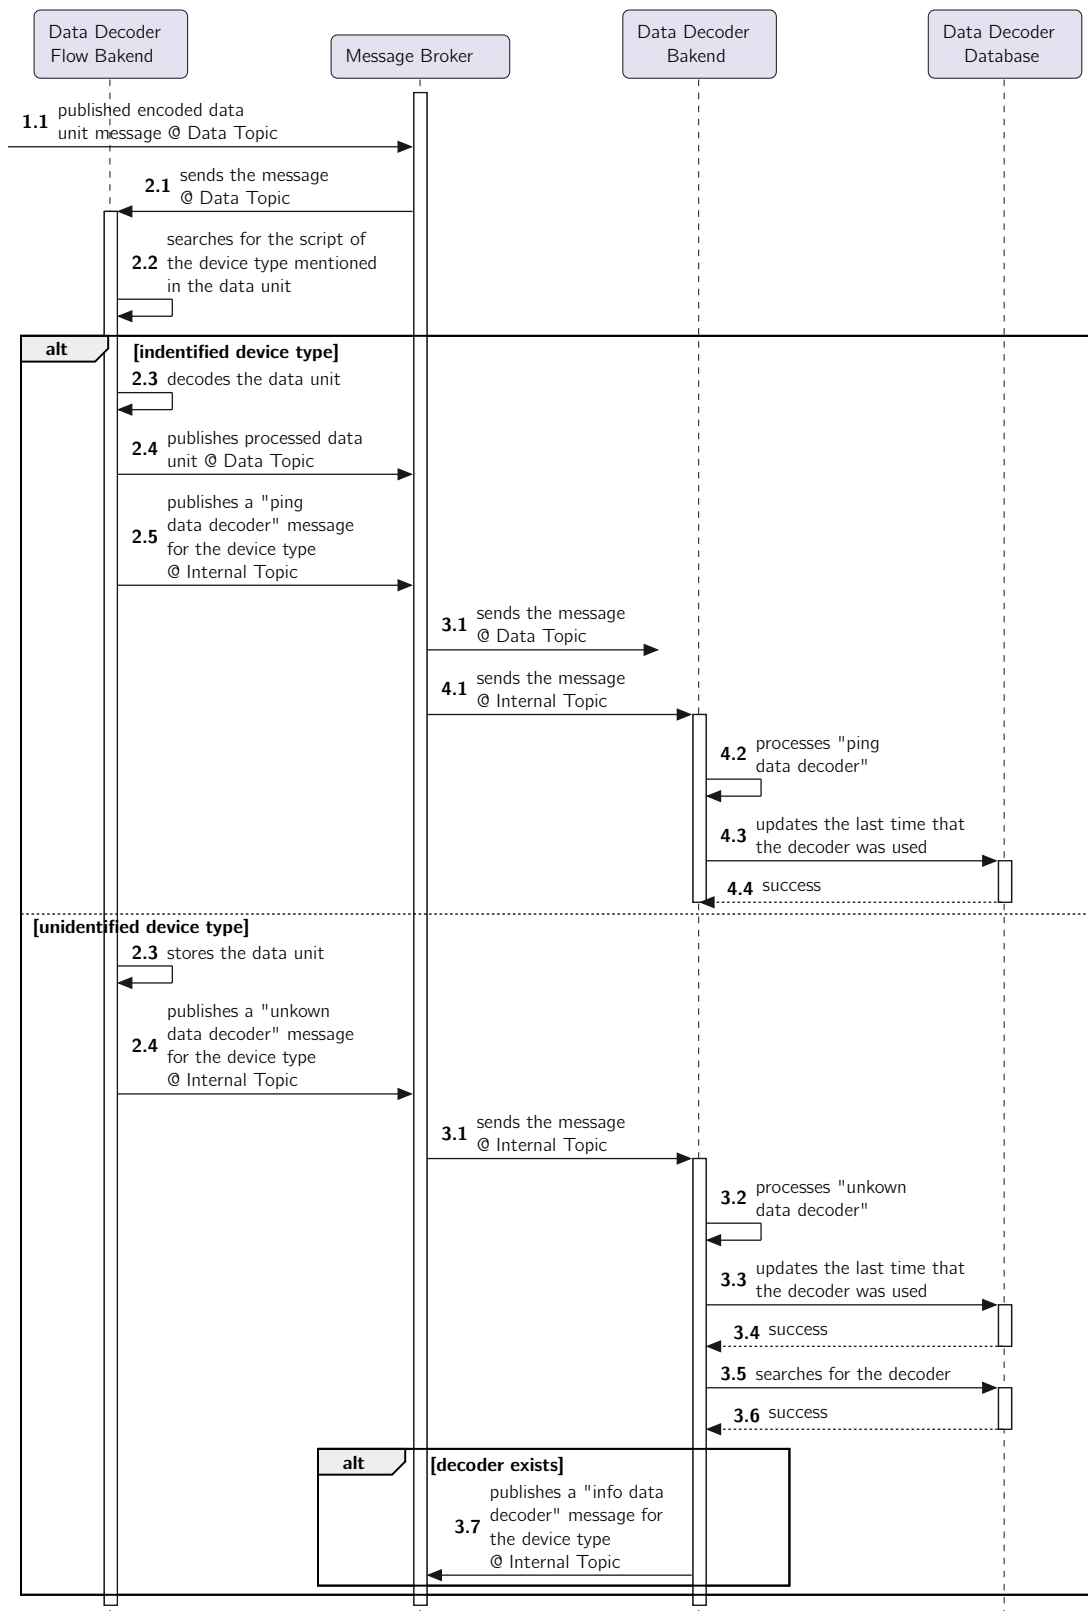 Data Decoder
Flow Bakend
Message Broker
Data Decoder
Bakend
Data Decoder
Database
1.1 published encoded data
unit message @ Data Topic
2.1 sends the message
@ Data Topic
2.2 searches for the script of
the device type mentioned
in the data unit
alt [indentified device type]
2.3 decodes the data unit
2.4 publishes processed data
unit @ Data Topic
2.5 publishes a "ping
data decoder" message
for the device type
@ Internal Topic
3.1 sends the message
@ Data Topic
4.1 sends the message
@ Internal Topic
4.2 processes "ping
data decoder"
4.3 updates the last time that
the decoder was used
4.4 success
[unidentified device type]
2.3 stores the data unit
2.4 publishes a "unkown
data decoder" message
for the device type
@ Internal Topic
3.1 sends the message
@ Internal Topic
3.2 processes "unkown
data decoder"
3.3 updates the last time that
the decoder was used
3.4 success
3.5 searches for the decoder
3.6 success
alt [decoder exists]
3.7 publishes a "info data
decoder" message for
the device type
@ Internal Topic